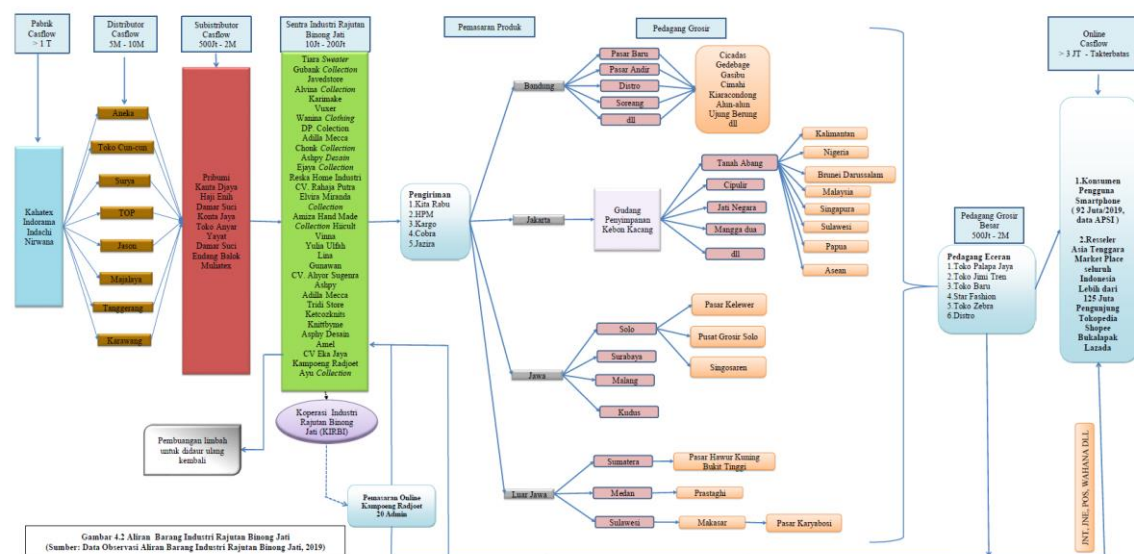 Pabrik
Casflow
> 1 T
Distributor
Casflow
5M - 10M
Subistributor
Casflow
500Jt - 2M
Sentra Industri Rajutan
Binong Jati
10Jt - 200Jt
Pemasaran Produk
Pedagang Grosir
Online
Casflow
> 3 JT - Takterbatas
Kahatex
Indorama
Indachi
Nirwana
Aneka
Toko Cun-cun
Surya
TOP
Jason
Majalaya
Tanggerang
Karawang
Pribumi
Kanta Djaya
Haji Enih
Damar Suci
Konta Jaya
Toko Anyar
Yayat
Damar Suci
Endang Balok
Muliatex
Tiara Sweater
Gubank Collection
Javedstore
Alvina Collection
Karimake
Vuxer
Wanina Clothing
DP. Colection
Adilla Mecca
Chonk Collection
Ashpy Desain
Ejaya Collection
Reska Home Industri
CV. Rahaja Putra
Elvira Miranda
Collection
Amiza Hand Made
Collection Hiicult
Vinna
Yulia Ulfah
Lina
Gunawan
CV. Ahyor Sugenra
Ashpy
Adilla Mecca
Tridi Store
Ketcozknits
Knittbyme
Asphy Desain
Amel
CV Eka Jaya
Kampoeng Radjoet
Ayu Collection
Koperasi Industri
Rajutan Binong
Jati (KIRBI)
Pembuangan limbah
untuk didaur ulang
kembali
Pemasaran Online
Kampoeng Radjoet
20 Admin
Pengiriman
1.Kita Rabu
2.HPM
3.Kargo
4.Cobra
5.Jazira
Bandung
Pasar Baru
Pasar Andir
Distro
Soreang
dll
Cicadas
Gedebage
Gasibu
Cimahi
Kiaracondong
Alun-alun
Ujung Berung
dll
Jakarta
Gudang
Penyimpanan
Kebon Kacang
Tanah Abang
Cipulir
Jati Negara
Mangga dua
dll
Kalimantan
Nigeria
Brunei Darussalam
Malaysia
Singapura
Sulawesi
Papua
Asean
Jawa
Solo
Surabaya
Malang
Kudus
Pasar Kelewer
Pusat Grosir Solo
Singosaren
Luar Jawa
Sumatera
Medan
Sulawesi
Pasar Hawur Kuning
Bukit Tinggi
Prastaghi
Makasar
Pasar Karyabosi
Pedagang Grosir
Besar
500Jt - 2M
Pedagang Eceran
1.Toko Palapa Jaya
2.Toko Jimi Tren
3.Toko Baru
4.Star Fashion
5.Toko Zebra
6.Distro
1.Konsumen
Pengguna
Smartphone
( 92 Juta/2019,
data APSI )
2.Resseler
Asia Tenggara
Market Place
seluruh
Indonesia
Lebih dari
125 Juta
Pengunjung
Tokopedia
Shopee
Bukalapak
Lazada
JNT, JNE, POS, WAHANA DLL
Gambar 4.2 Aliran Barang Industri Rajutan Binong Jati
(Sumber: Data Observasi Aliran Barang Industri Rajutan Binong Jati, 2019)